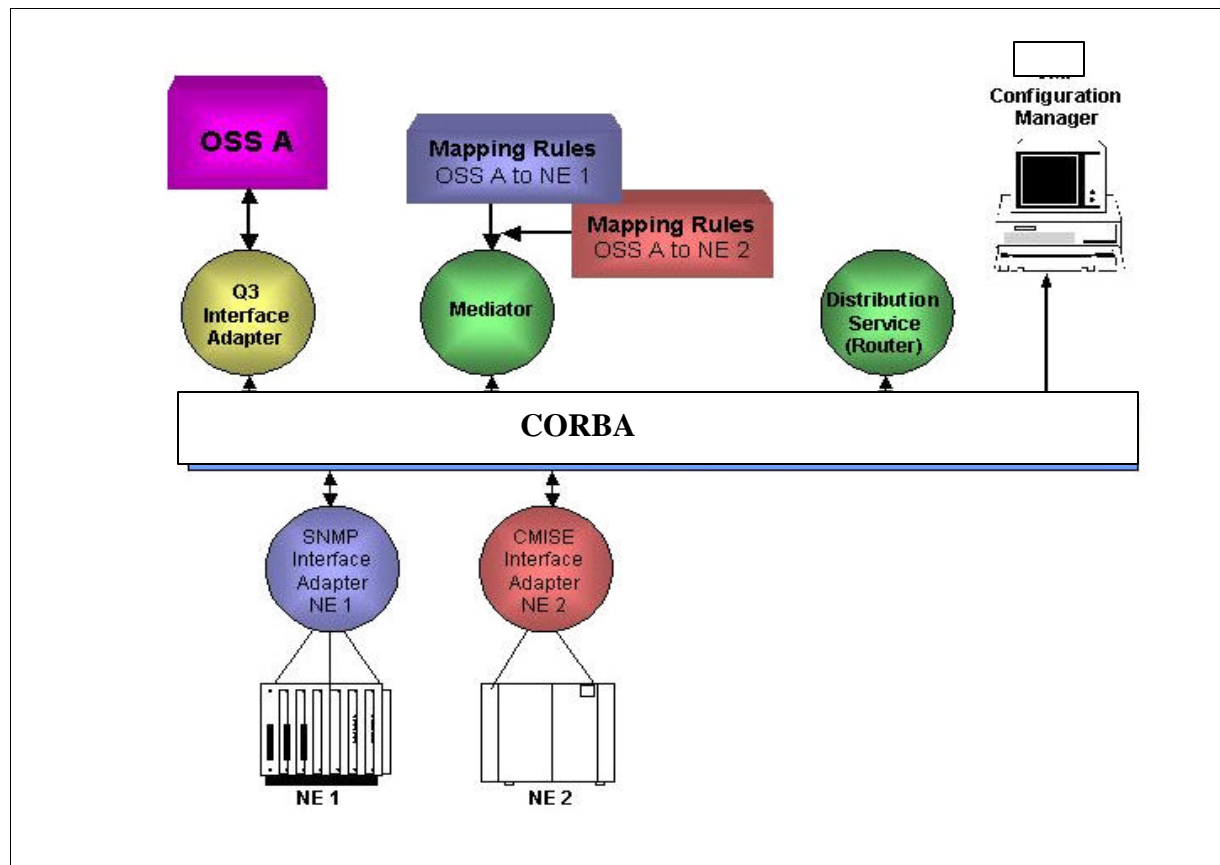 OSS A
Mapping Rules
OSS A to NE 1
Mapping Rules
OSS A to NE 2
Configuration
Manager
Q3
Interface
Adapter
Mediator
Distribution
Service
(Router)
CORBA
SNMP
Interface
Adapter
NE 1
CMISE
Interface
Adapter
NE 2
NE 1
NE 2